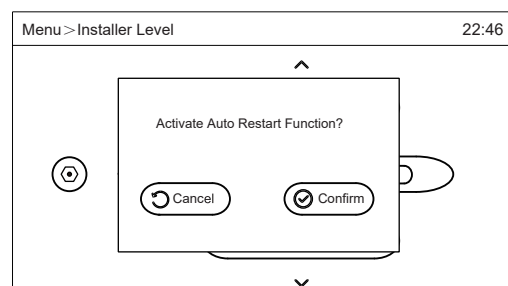 Menu＞Installer Level 22:46
Activate Auto Restart Function?
Cancel Confirm